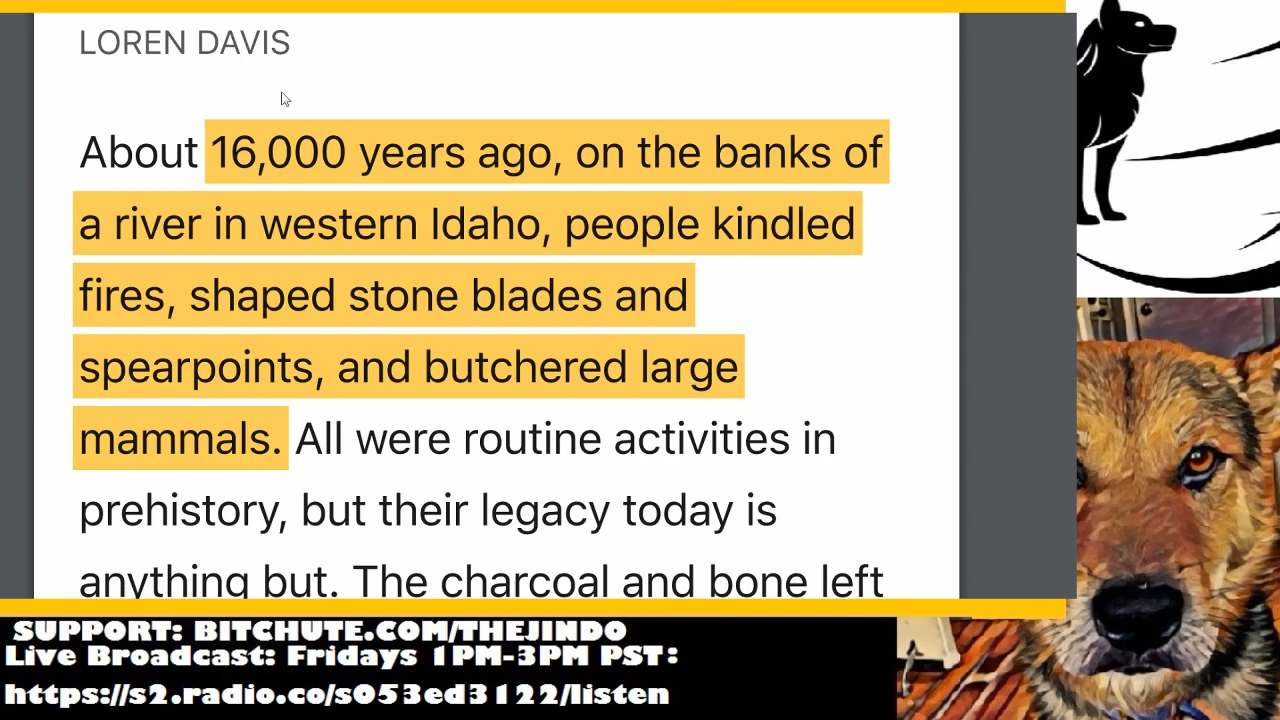 LOREN DAVIS
About 16,000 years ago, on the banks of
a river in western Idaho, people kindled
fires, shaped stone blades and
spearpoints, and butchered large
mammals. All were routine activities in
prehistory, but their legacy today is
anything but. The charcoal and bone left
SUPPORT: BITCHUTE.COM/THEJINDO
Live Broadcast: Fridays 1PM-3PM PST:
https://s2.radio.co/s053ed3122/listen